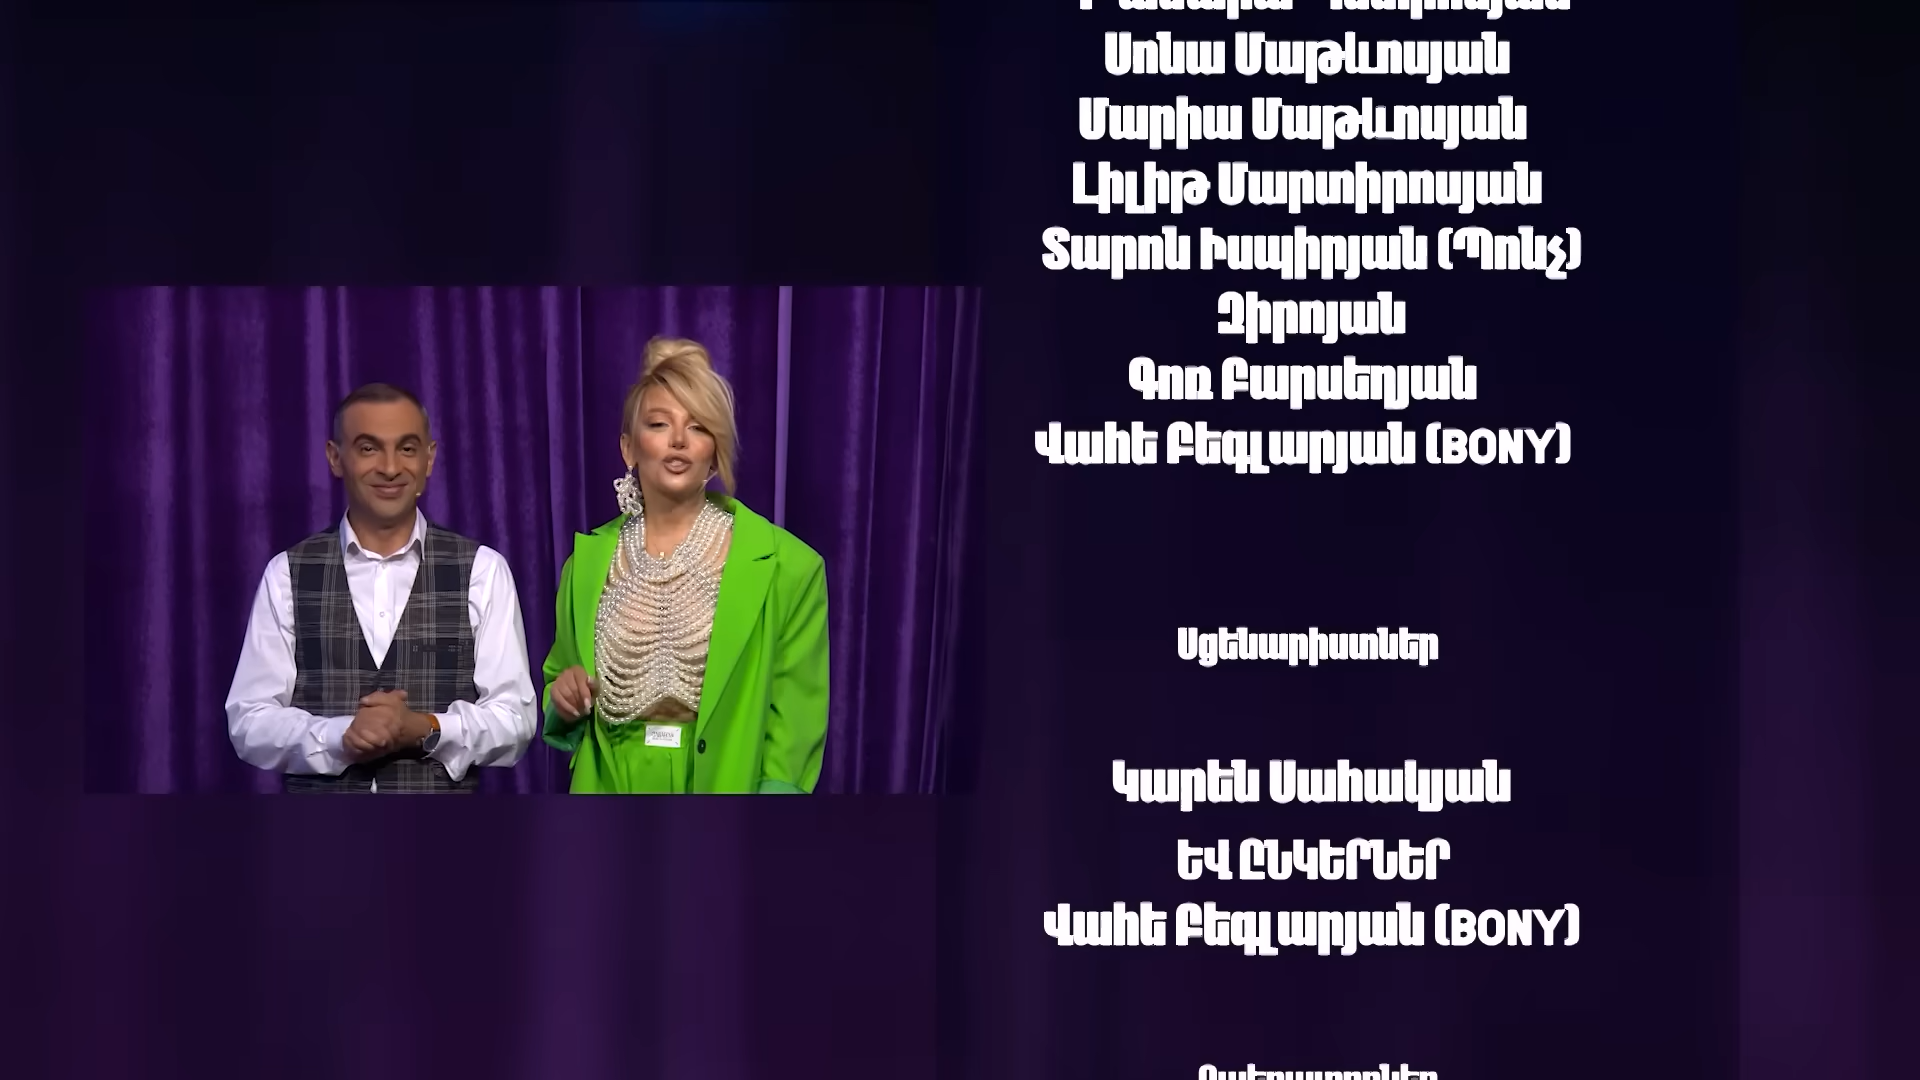 Սոնա Մաթևոսյան
Մարիա Մաթևոսյան
Լիլիթ Մարտիրոսյան
Տարոն Իսպիրյան (Պոնչ)
Ձիրոյան
Գոռ Բարսեղյան
Վահե Բեգլարյան (BONY)
Սցենարիստներ
Կարեն Սահակյան
ԵՎ ԸՆԿԵՐՆԵՐ
Վահե Բեգլարյան (BONY)